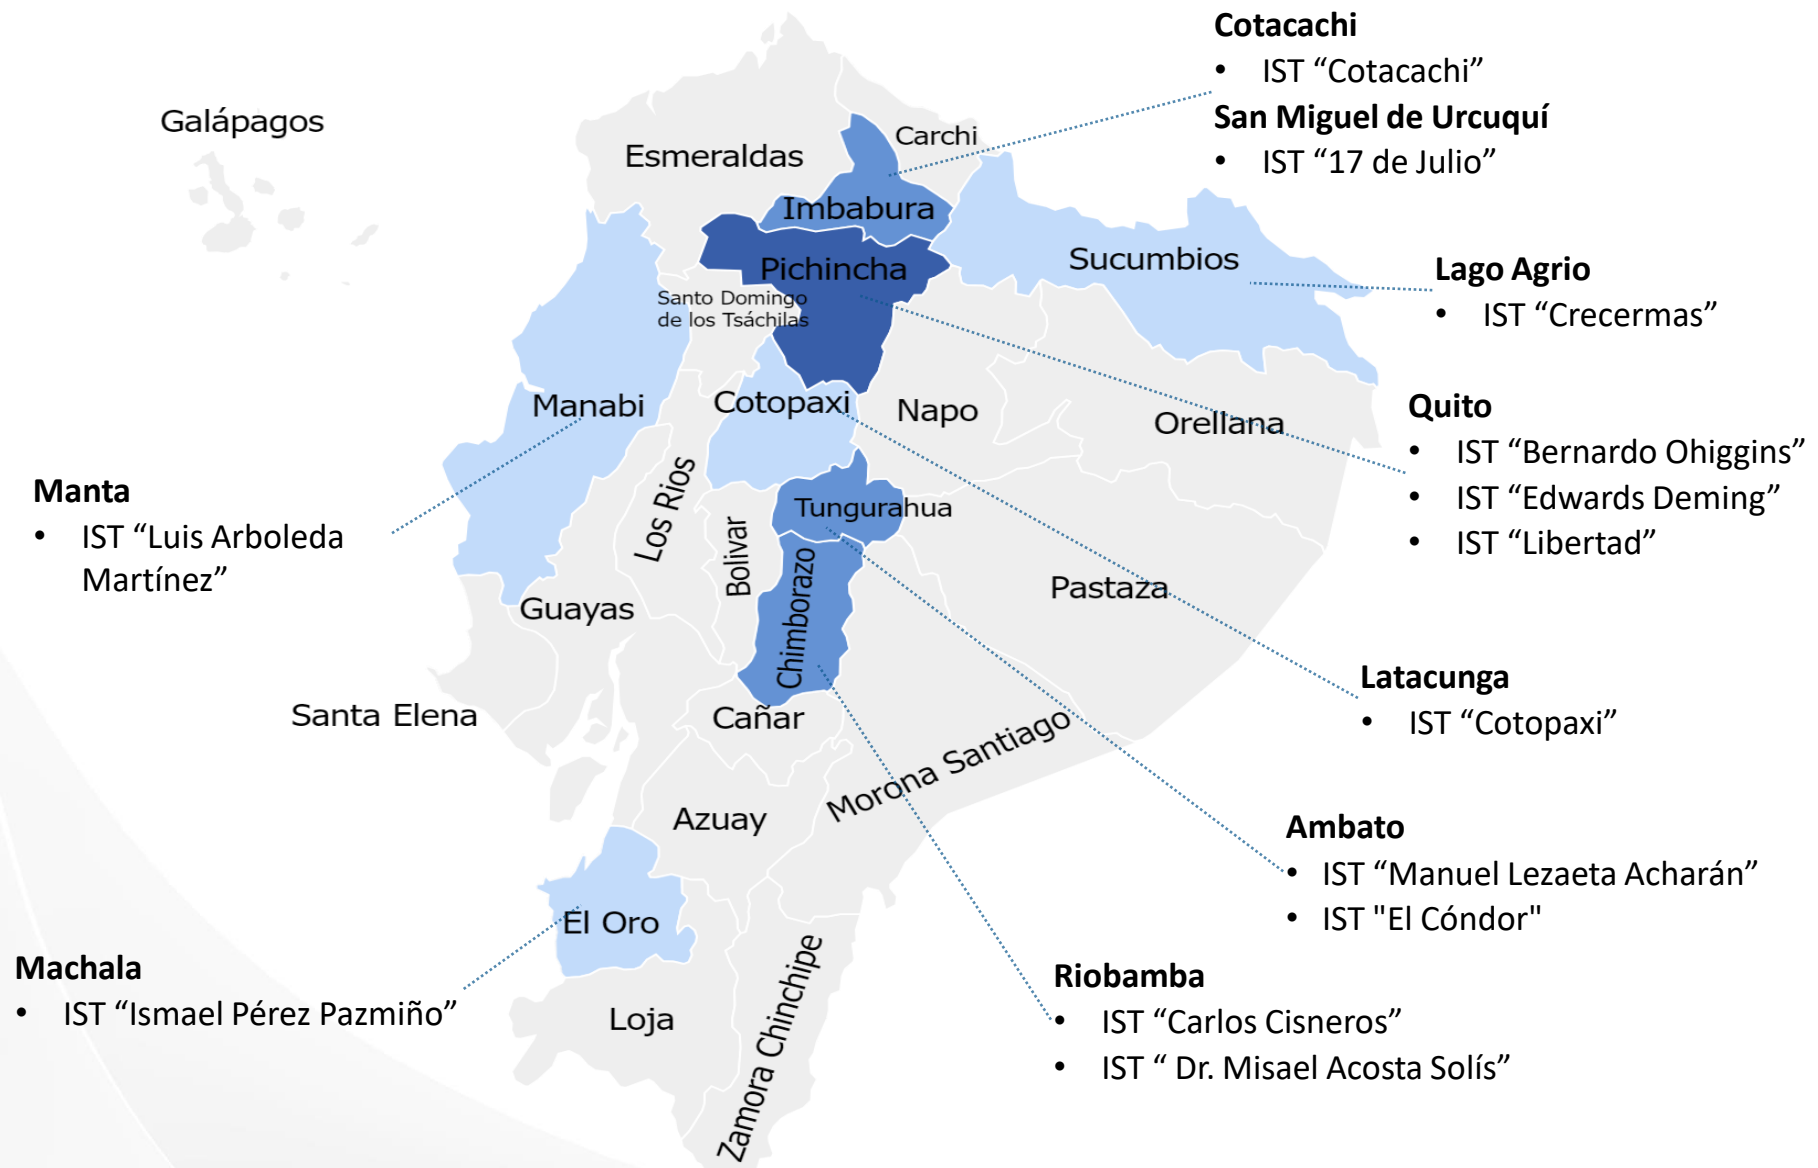 Cotacachi
• IST “Cotacachi”
San Miguel de Urcuquí
• IST “17 de Julio”
Galápagos
Esmeraldas
Carchi
Imbabura
Pichincha
Sucumbios
Santo Domingo
de los Tsáchilas
Lago Agrio
• IST “Crecermas”
Manabi
Cotopaxi
Napo
Orellana
Quito
• IST “Bernardo Ohiggins”
• IST “Edwards Deming”
• IST “Libertad”
Manta
• IST “Luis Arboleda
Martínez”
Los Rios
Bolivar
Tungurahua
Chimborazo
Guayas
Pastaza
Santa Elena
Cañar
Morona Santiago
Latacunga
• IST “Cotopaxi”
Azuay
Ambato
• IST “Manuel Lezaeta Acharán”
• IST "El Cóndor"
El Oro
Machala
• IST “Ismael Pérez Pazmiño”
Loja
Zamora Chinchipe
Riobamba
• IST “Carlos Cisneros”
• IST “ Dr. Misael Acosta Solís”